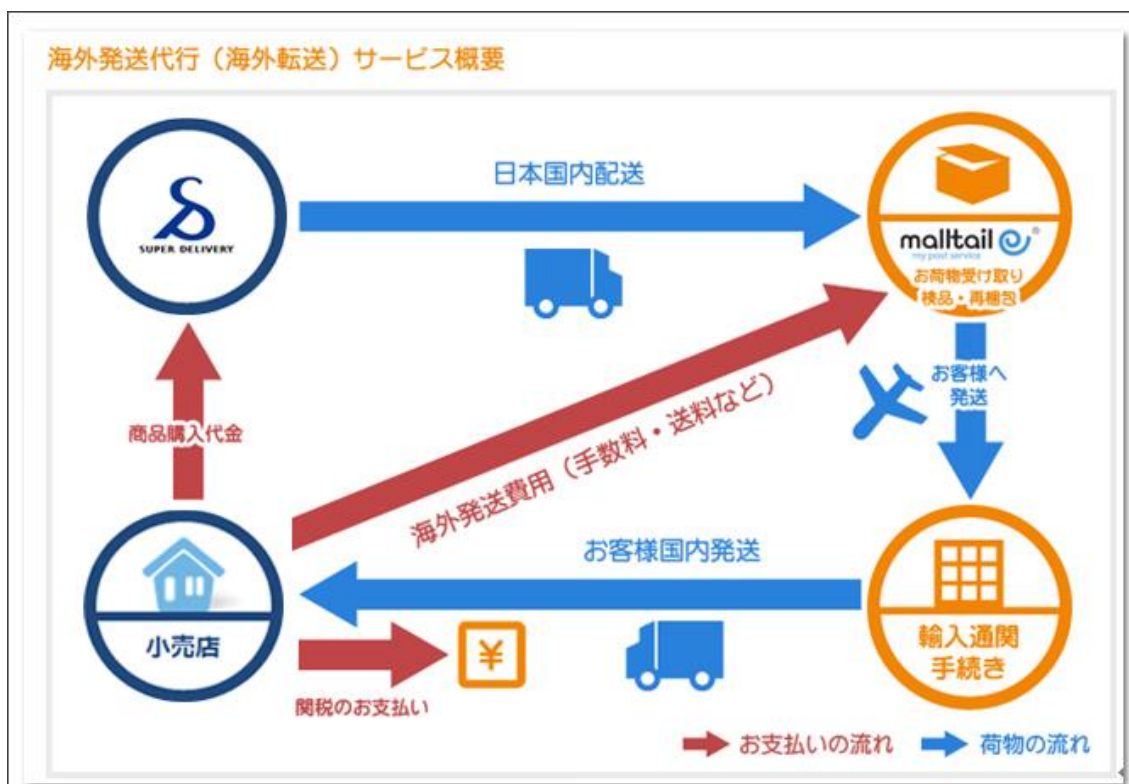 海外発送代行（海外転送）サービス概要
日本国内配送
S
SUPER DELIVERY
malltail
my post service
お荷物受け取り
検品・再梱包
お客様へ
発送
商品購入代金
海外発送費用（手数料・送料など）
お客様国内発送
小売店
¥
輸入通関
手続き
関税のお支払い
お支払いの流れ
荷物の流れ